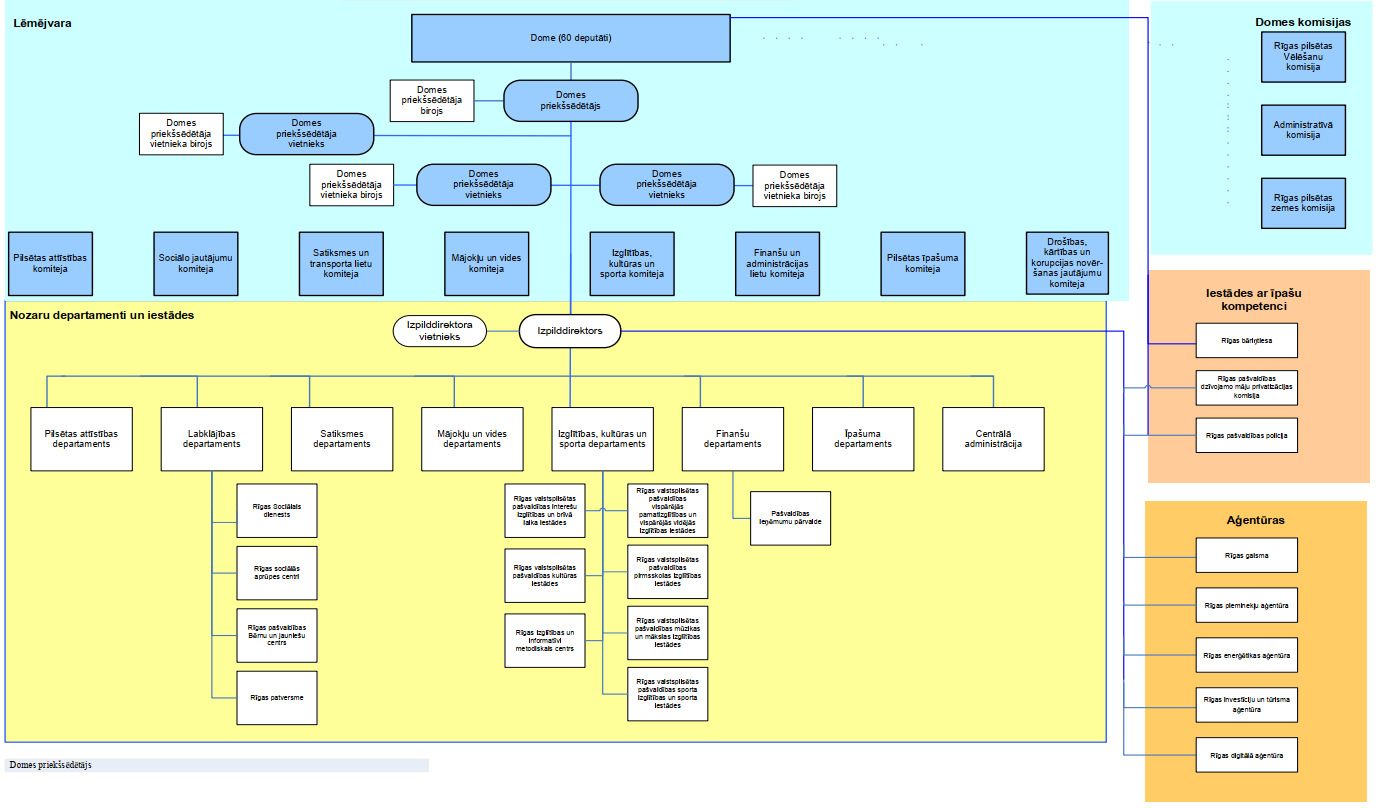 Lēmējvara
Dome (60 deputāti)
Domes
priekšsēdētāja
birojs
Domes
priekšsēdētājs
Domes
priekšsēdētāja
vietnieka birojs
Domes
priekšsēdētāja
vietnieks
Domes
priekšsēdētāja
vietnieka birojs
Domes
priekšsēdētāja
vietnieks
Domes
priekšsēdētāja
vietnieks
Domes
priekšsēdētāja
vietnieka birojs
Pilsētas attīstības
komiteja
Sociālo jautājumu
komiteja
Satiksmes un
transporta lietu
komiteja
Mājokļu un vides
komiteja
Izglītības,
kultūras un
sporta komiteja
Finanšu un
administrācijas
lietu komiteja
Pilsētas īpašuma
komiteja
Drošības,
kārtības un
korupcijas novēr-
šanas jautājumu
komiteja
Domes komisijas
Rīgas pilsētas
Vēlēšanu
komisija
Administratīvā
komisija
Rīgas pilsētas
zemes komisija
Nozaru departamenti un iestādes
Izpilddirektora
vietnieks
Izpilddirektors
Pilsētas attīstības
departaments
Labklājības
departaments
Satiksmes
departaments
Mājokļu un vides
departaments
Izglītības, kultūras un
sporta departaments
Finanšu
departaments
Īpašuma
departaments
Centrālā
administrācija
Rīgas Sociālais
dienests
Rīgas sociālās
aprūpes centri
Rīgas pašvaldības
Bērnu un jauniešu
centrs
Rīgas patversme
Rīgas valstspilsētas
pašvaldības interešu
izglītības un brīvā
laika iestādes
Rīgas valstspilsētas
pašvaldības kultūras
iestādes
Rīgas izglītības un
informatīvi
metodiskais centrs
Rīgas valstspilsētas
pašvaldības
vispārējās
pamatizglītības un
vispārējās vidējās
izglītības iestādes
Rīgas valstspilsētas
pašvaldības
pirmsskolas izglītības
iestādes
Rīgas valstspilsētas
pašvaldības mūzikas
un mākslas izglītības
iestādes
Rīgas valstspilsētas
pašvaldības sporta
izglītības un sporta
iestādes
Pašvaldības
ieņēmumu pārvalde
Iestādes ar īpašu
kompetenci
Rīgas bāriņtiesa
Rīgas pašvaldības
dzīvojamo māju privatizācijas
komisija
Rīgas pašvaldības policija
Aģentūras
Rīgas gaisma
Rīgas pieminekļu aģentūra
Rīgas enerģētikas aģentūra
Rīgas investīciju un tūrisma
aģentūra
Rīgas digitālā aģentūra
Domes priekšsēdētājs